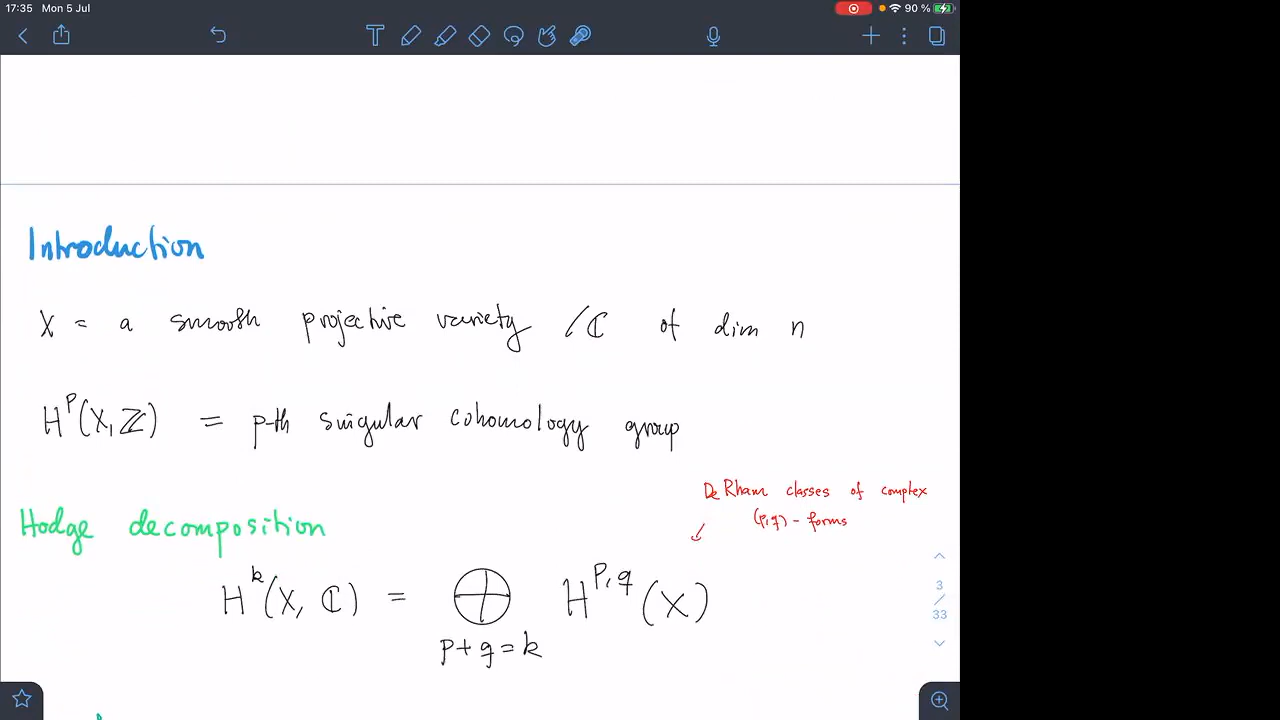 17:35 Mon 5 Jul
90 %
Introduction
X = a smooth projective variety /ℂ of dim n
H^p(X,ℤ) = p-th singular cohomology group
De Rham classes of complex
(p,q) - forms
Hodge decomposition
H^k(X, ℂ) = ⊕ H^{p,q}(X)
p+q=k
3
/
33